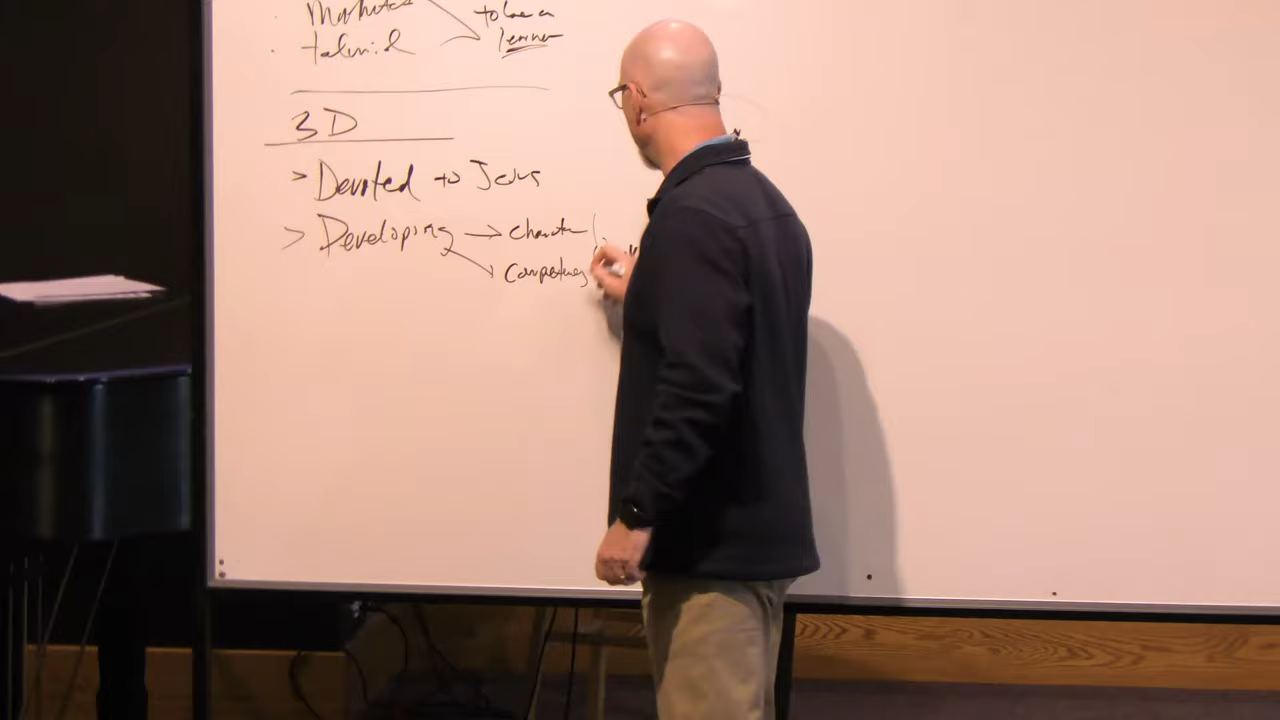 to be a
talmid learner
3D
> Devoted to Jesus
> Developing → character
competency